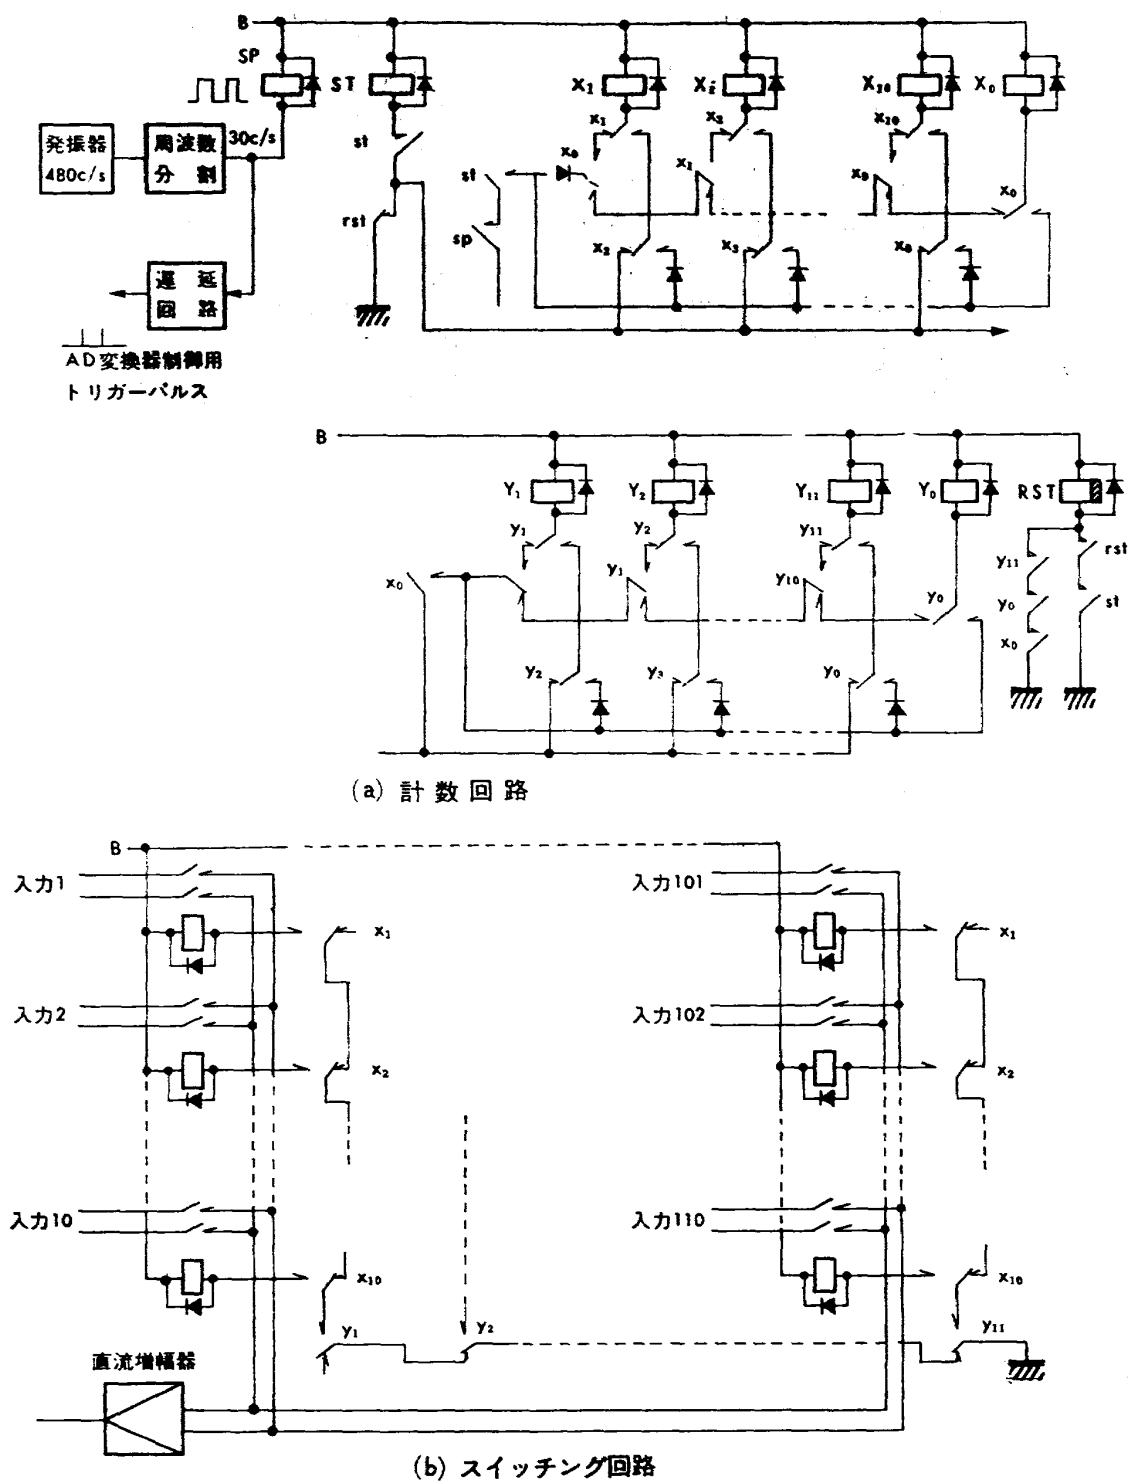 B
SP
ST
X₁
X₂
X₁₀
X₀
発振器
480c/s
周波数
分割
30c/s
st
rst
st
sp
x₀
x₁
x₂
x₁
x₁₀
x₉
x₀
x₂
x₃
x₀
遅延
回路
AD変換器制御用
トリガーパルス
B
Y₁
Y₂
Y₁₁
Y₀
RST
y₁
y₂
y₁₁
x₀
y₁
y₁₀
y₀
y₁₁
rst
y₀
st
x₀
y₂
y₃
y₀
(a) 計数回路
B
入力1
入力101
x₁
x₁
入力2
入力102
x₂
x₂
入力10
入力110
x₁₀
x₁₀
y₁
y₂
y₁₁
直流増幅器
(b) スイッチング回路